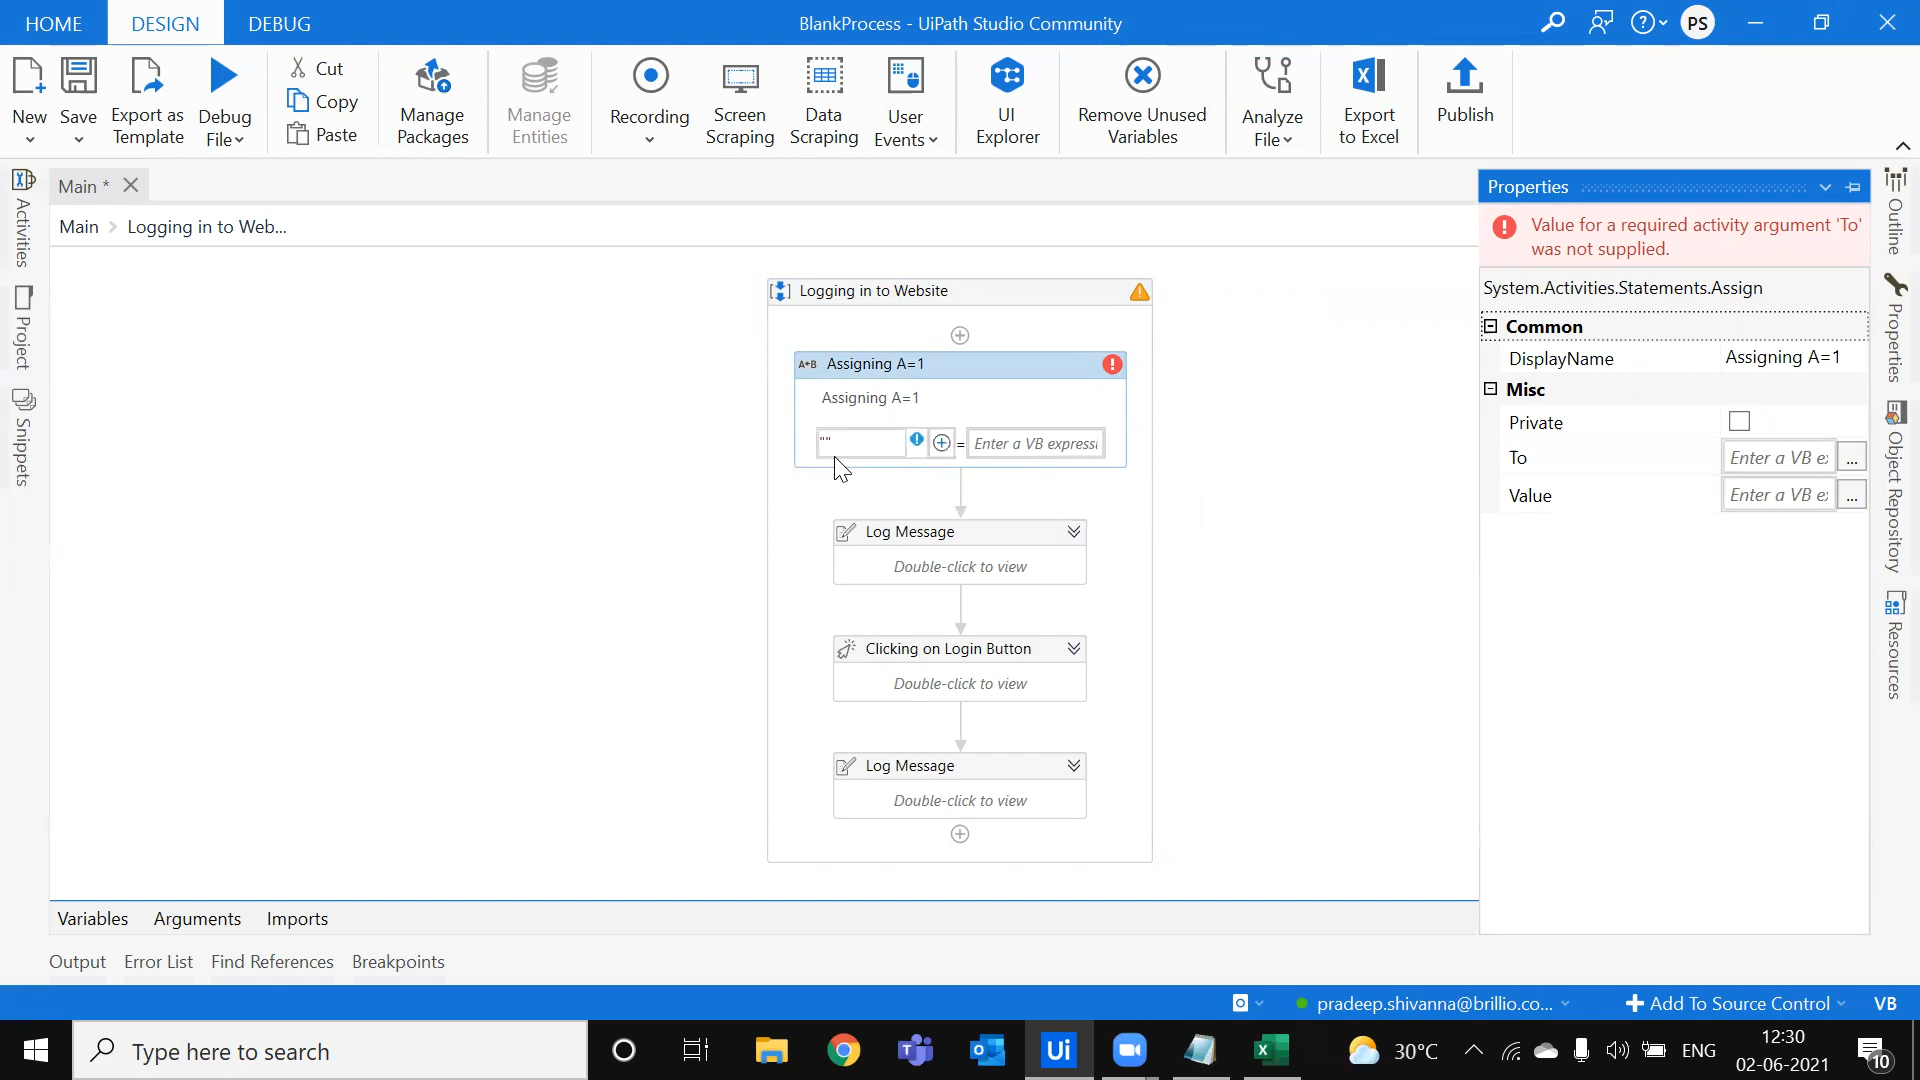 HOME
DESIGN
DEBUG
BlankProcess - UiPath Studio Community
PS
New
Save
Export as
Template
Debug
File
Cut
Copy
Paste
Manage
Packages
Manage
Entities
Recording
Screen
Scraping
Data
Scraping
User
Events
UI
Explorer
Remove Unused
Variables
Analyze
File
Export
to Excel
Publish
Activities
Project
Snippets
Main *
Main
Logging in to Web...
Logging in to Website
A+B Assigning A=1
Assigning A=1
""
=
Enter a VB expressi
Log Message
Double-click to view
Clicking on Login Button
Double-click to view
Log Message
Double-click to view
Properties
Value for a required activity argument 'To'
was not supplied.
System.Activities.Statements.Assign
Common
DisplayName
Assigning A=1
Misc
Private
To
Enter a VB e
...
Value
Enter a VB e
...
Outline
Properties
Object Repository
Resources
Variables
Arguments
Imports
Output
Error List
Find References
Breakpoints
pradeep.shivanna@brillio.co...
Add To Source Control
VB
Type here to search
Ui
30°C
ENG
12:30
02-06-2021
10